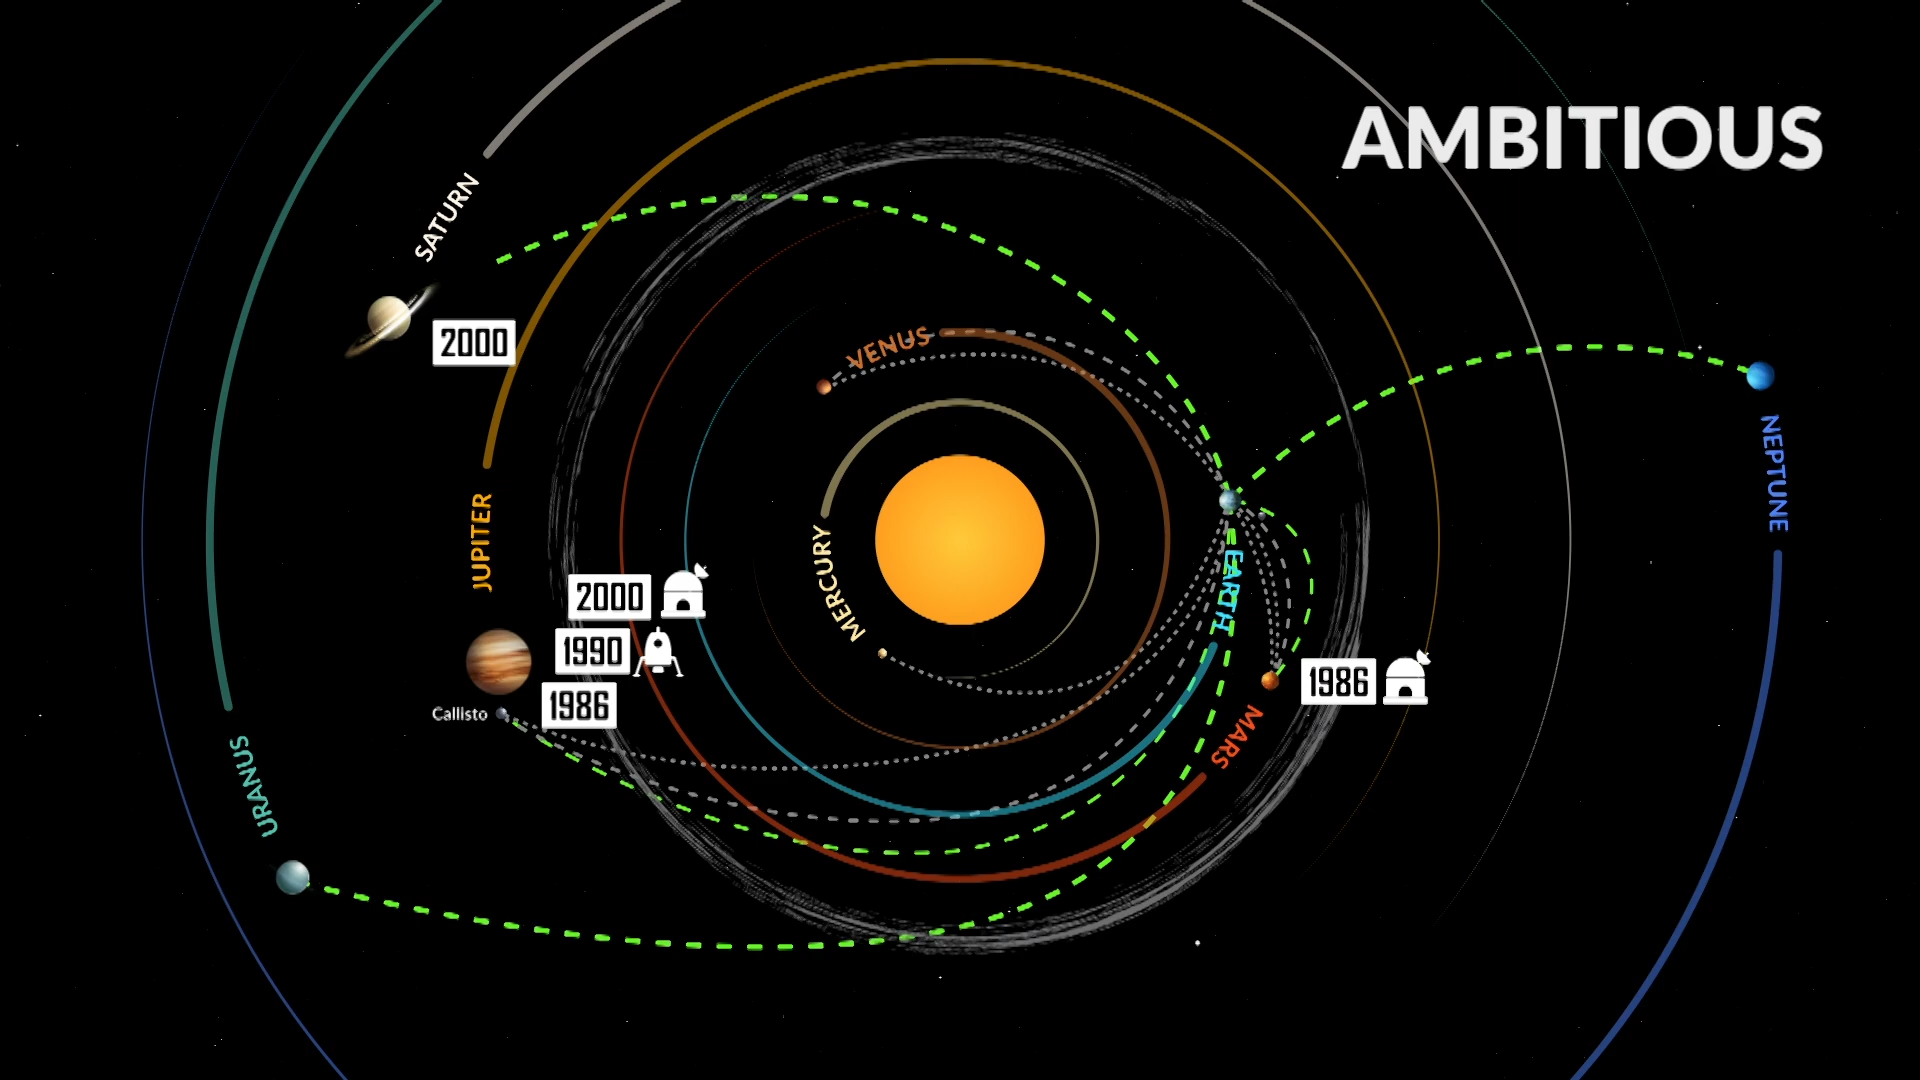 AMBITIOUS
SATURN
2000
VENUS
NEPTUNE
JUPITER
MERCURY
EARTH
2000
1990
1986
Callisto
1986
MARS
URANUS